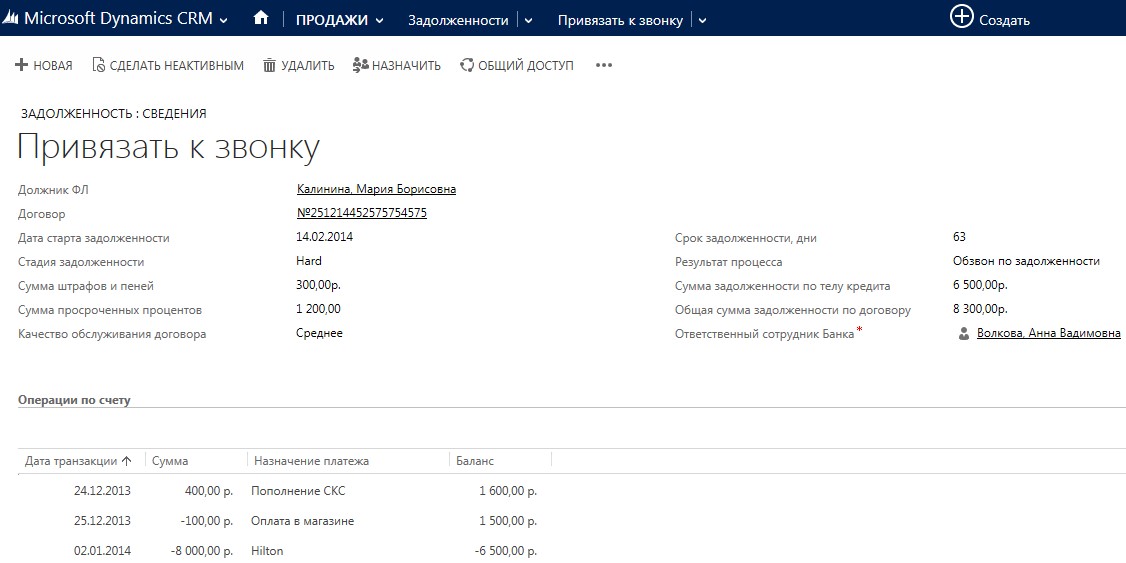 Microsoft Dynamics CRM ПРОДАЖИ Задолженности Привязать к звонку Создать
НОВАЯ СДЕЛАТЬ НЕАКТИВНЫМ УДАЛИТЬ НАЗНАЧИТЬ ОБЩИЙ ДОСТУП •••
ЗАДОЛЖЕННОСТЬ : СВЕДЕНИЯ
Привязать к звонку
Должник ФЛ Калинина, Мария Борисовна
Договор №251214452575754575
Дата старта задолженности 14.02.2014 Срок задолженности, дни 63
Стадия задолженности Hard Результат процесса Обзвон по задолженности
Сумма штрафов и пеней 300,00р. Сумма задолженности по телу кредита 6 500,00р.
Сумма просроченных процентов 1 200,00 Общая сумма задолженности по договору 8 300,00р.
Качество обслуживания договора Среднее Ответственный сотрудник Банка* Волкова, Анна Вадимовна
Операции по счету
Дата транзакции ↑ Сумма Назначение платежа Баланс
24.12.2013 400,00 р. Пополнение СКС 1 600,00 р.
25.12.2013 -100,00 р. Оплата в магазине 1 500,00 р.
02.01.2014 -8 000,00 р. Hilton -6 500,00 р.